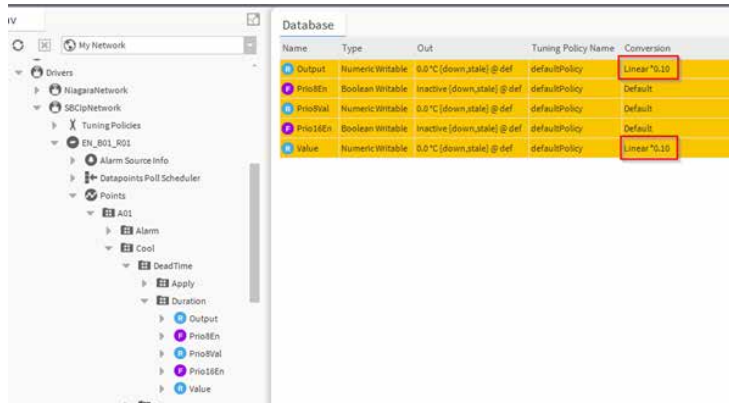 Database
My Network
Name Type Out Tuning Policy Name Conversion
R Output Numeric Writable 0.0 °C {down,stale} @ def defaultPolicy Linear *0.10
F Prio8En Boolean Writable Inactive {down,stale} @ def defaultPolicy Default
R Prio8Val Numeric Writable 0.0 °C {down,stale} @ def defaultPolicy Default
F Prio16En Boolean Writable Inactive {down,stale} @ def defaultPolicy Default
R Value Numeric Writable 0.0 °C {down,stale} @ def defaultPolicy Linear *0.10
Drivers
NiagaraNetwork
SBCIpNetwork
Tuning Policies
EN_B01_R01
Alarm Source Info
Datapoints Poll Scheduler
Points
A01
Alarm
Cool
DeadTime
Apply
Duration
R Output
F Prio8En
R Prio8Val
F Prio16En
R Value